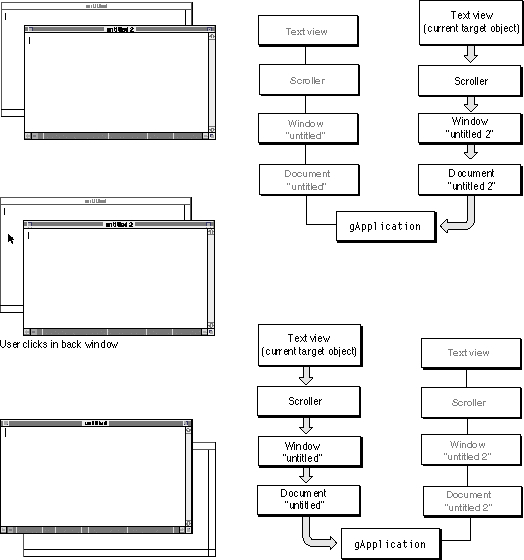 untitled
untitled 2
Text view
Text view
(current target object)
Scroller
Scroller
Window
"untitled"
Window
"untitled 2"
Document
"untitled"
Document
"untitled 2"
gApplication
untitled
untitled 2
User clicks in back window
untitled
Text view
(current target object)
Text view
Scroller
Scroller
Window
"untitled"
Window
"untitled 2"
Document
"untitled"
Document
"untitled 2"
gApplication